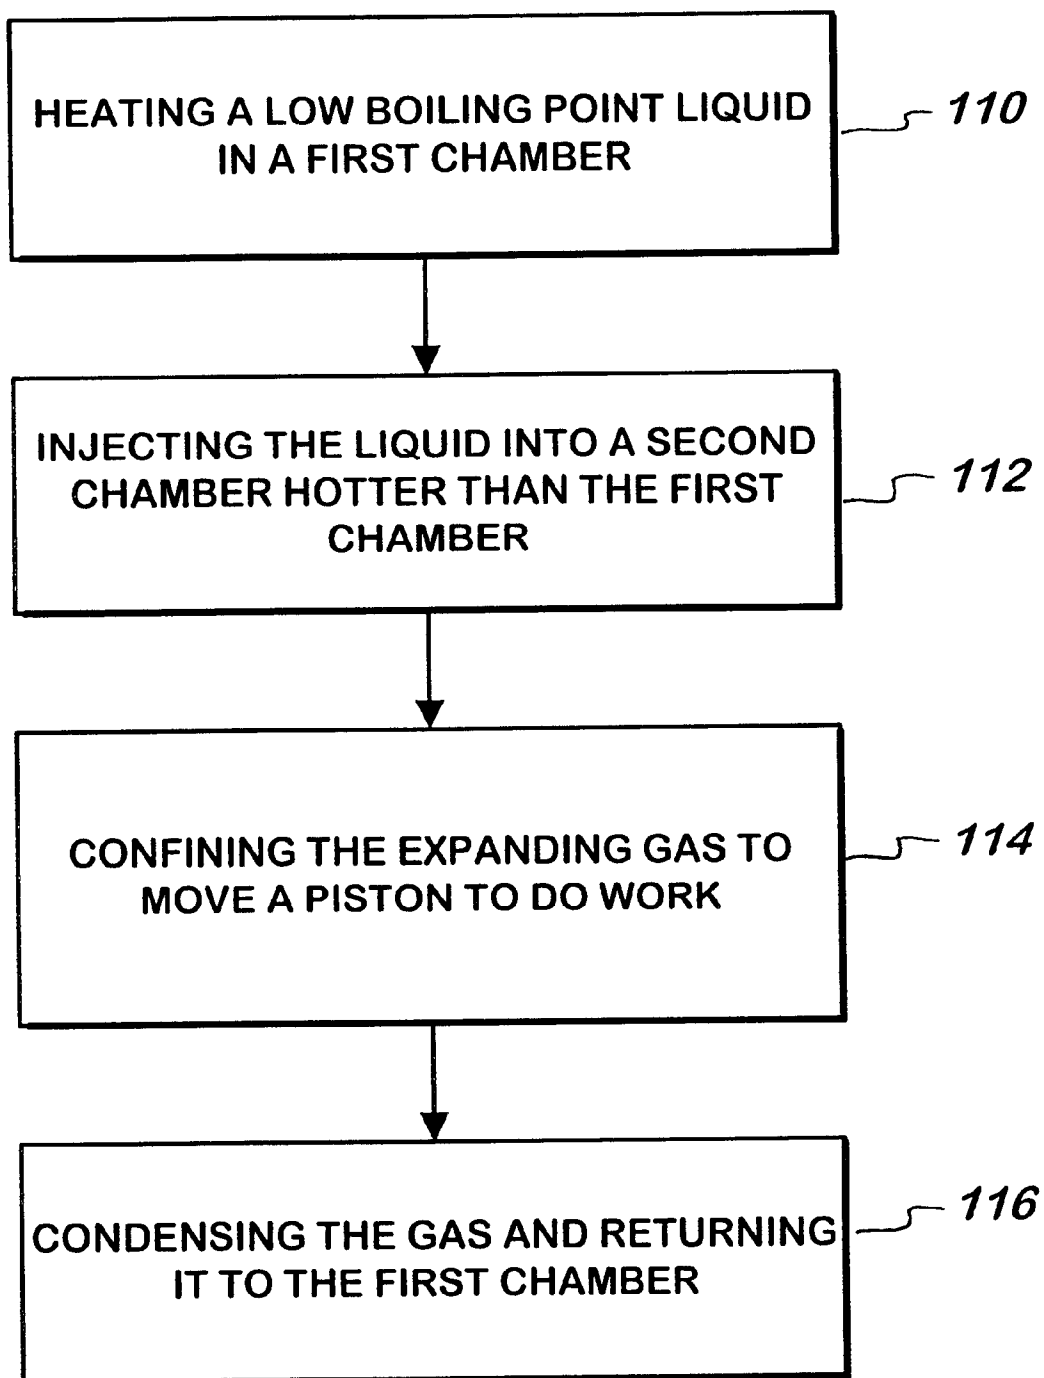 HEATING A LOW BOILING POINT LIQUID
IN A FIRST CHAMBER
110
INJECTING THE LIQUID INTO A SECOND
CHAMBER HOTTER THAN THE FIRST
CHAMBER
112
CONFINING THE EXPANDING GAS TO
MOVE A PISTON TO DO WORK
114
CONDENSING THE GAS AND RETURNING
IT TO THE FIRST CHAMBER
116